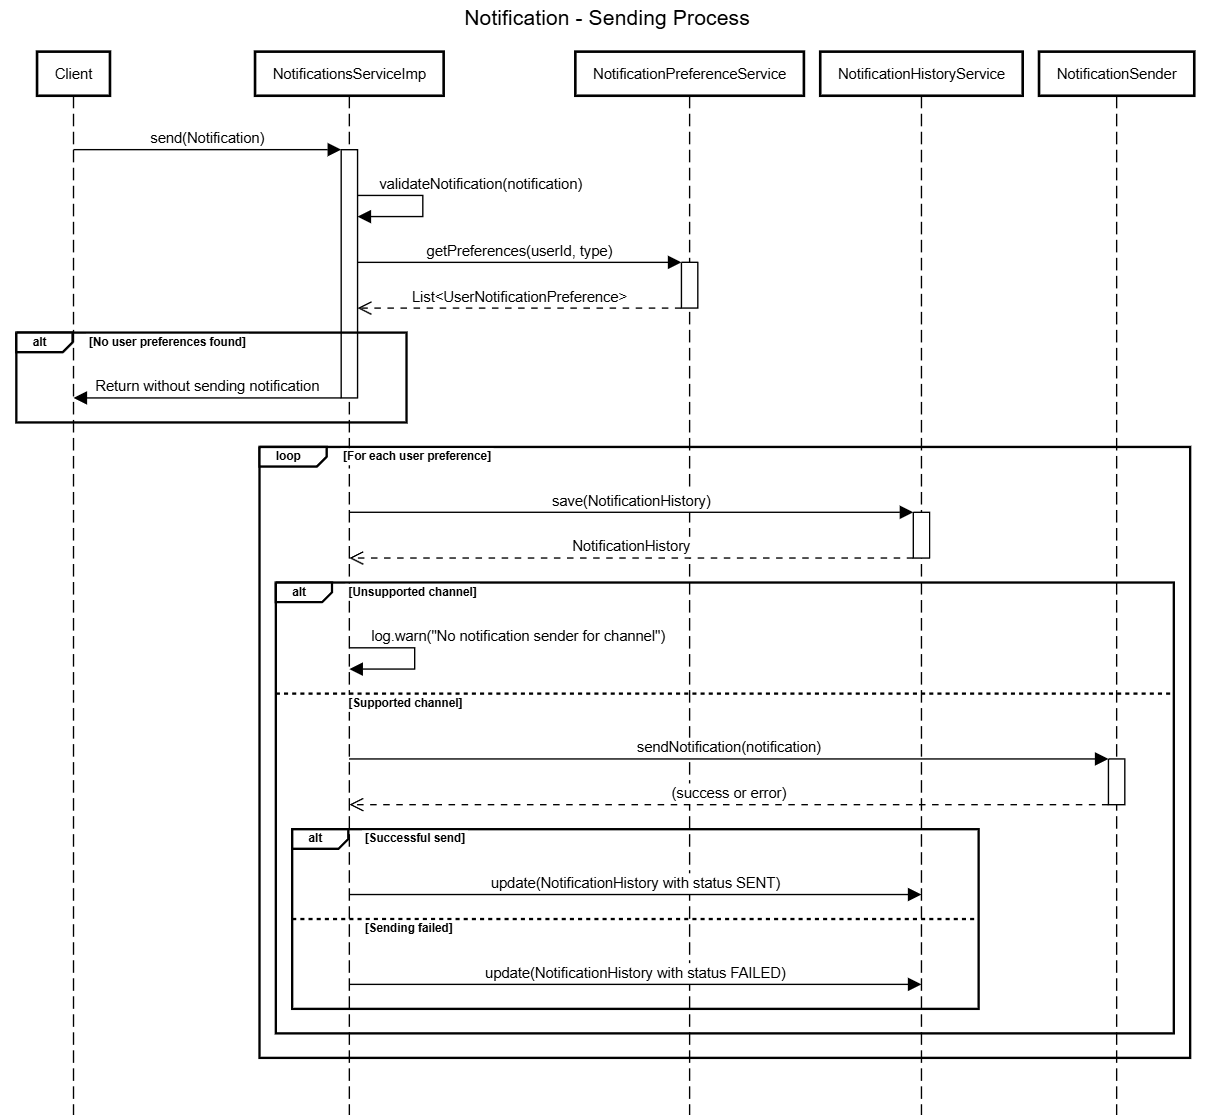 Notification - Sending Process
Client
NotificationsServiceImp
NotificationPreferenceService
NotificationHistoryService
NotificationSender
send(Notification)
validateNotification(notification)
getPreferences(userId, type)
List<UserNotificationPreference>
alt
[No user preferences found]
Return without sending notification
loop
[For each user preference]
save(NotificationHistory)
NotificationHistory
alt
[Unsupported channel]
log.warn("No notification sender for channel")
[Supported channel]
sendNotification(notification)
(success or error)
alt
[Successful send]
update(NotificationHistory with status SENT)
[Sending failed]
update(NotificationHistory with status FAILED)